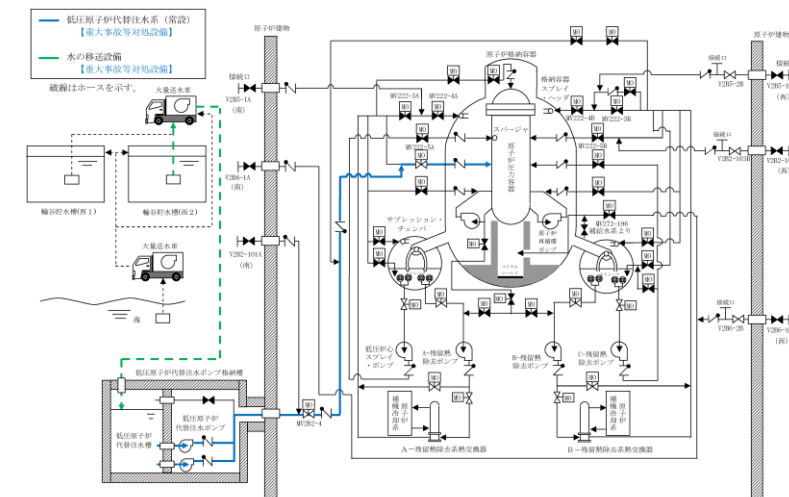 低圧原子炉代替注水系（常設）
【重大事故等対処設備】
水の移送設備
【重大事故等対処設備】
破線はホースを示す。
大量送水車
輪谷貯水槽(西1)
輪谷貯水槽(西2)
大量送水車
海
原子炉建物
接続口
V2B5-1A
(南)
V2B6-1A
(南)
V2B2-101A
(南)
低圧原子炉代替注水ポンプ格納槽
低圧原子炉
代替注水槽
低圧原子炉
代替注水ポンプ
MV2B2-4
原子炉格納容器
格納容器
スプレイ・
ヘッダ
MV222-3A
MV222-4A
MV222-5A
MV222-4B
MV222-3B
MV222-5B
スパージャ
原子炉圧力容器
サプレッション・
チェンバ
原子炉
再循環
ポンプ
MV272-196
補給水系より
低圧炉心
スプレイ
・ポンプ
A-残留熱
除去ポンプ
B-残留熱
除去ポンプ
C-残留熱
除去ポンプ
原子炉
補機冷却系
原子炉
補機冷却系
A－残留熱除去系熱交換器
B－残留熱除去系熱交換器
原子炉建物
接続口
V2B5-2B
接続口
V2B2-103B
接続口
V2B6-2B
(西)
(西)
(西)
MO